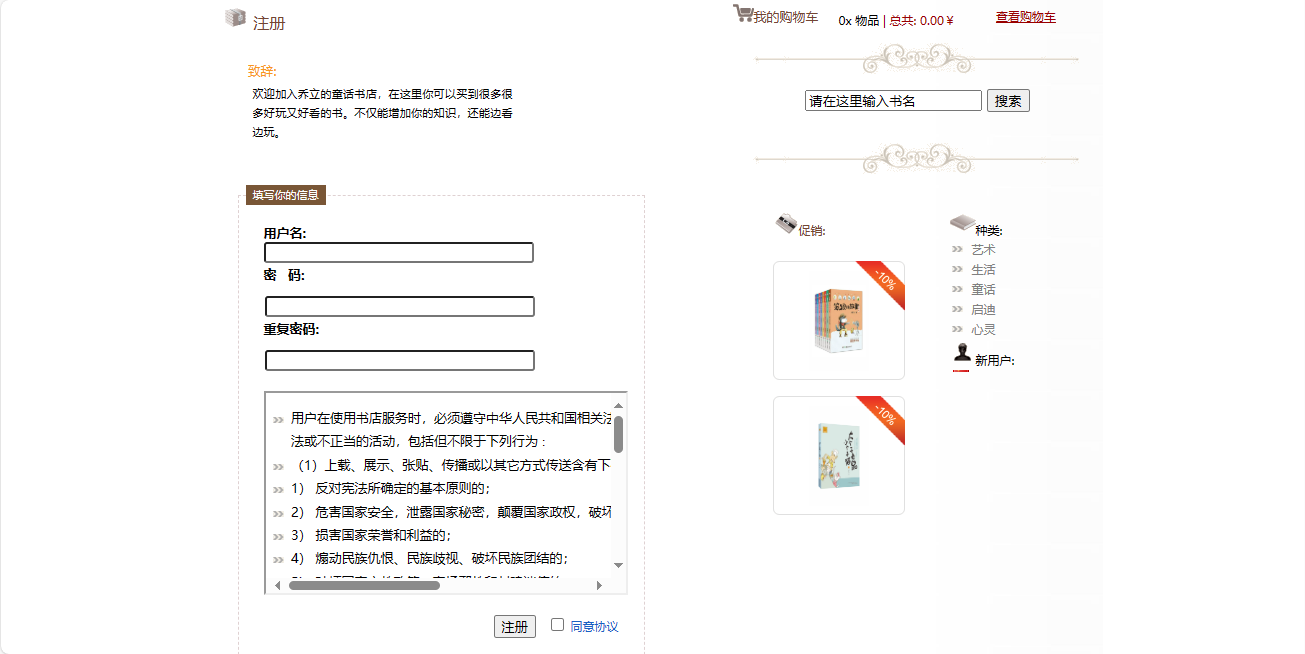 注册
致辞:
欢迎加入乔立的童话书店，在这里你可以买到很多很
多好玩又好看的书。不仅能增加你的知识，还能边看
边玩。
填写你的信息
用户名:
密 码:
重复密码:
用户在使用书店服务时，必须遵守中华人民共和国相关法
法或不正当的活动，包括但不限于下列行为：
（1）上载、展示、张贴、传播或以其它方式传送含有下
1） 反对宪法所确定的基本原则的；
2） 危害国家安全，泄露国家秘密，颠覆国家政权，破坏
3） 损害国家荣誉和利益的；
4） 煽动民族仇恨、民族歧视、破坏民族团结的；
注册 同意协议
我的购物车 0x 物品 | 总共: 0.00 ¥ 查看购物车
请在这里输入书名 搜索
促销:
-10%
-10%
种类:
艺术
生活
童话
启迪
心灵
新用户: